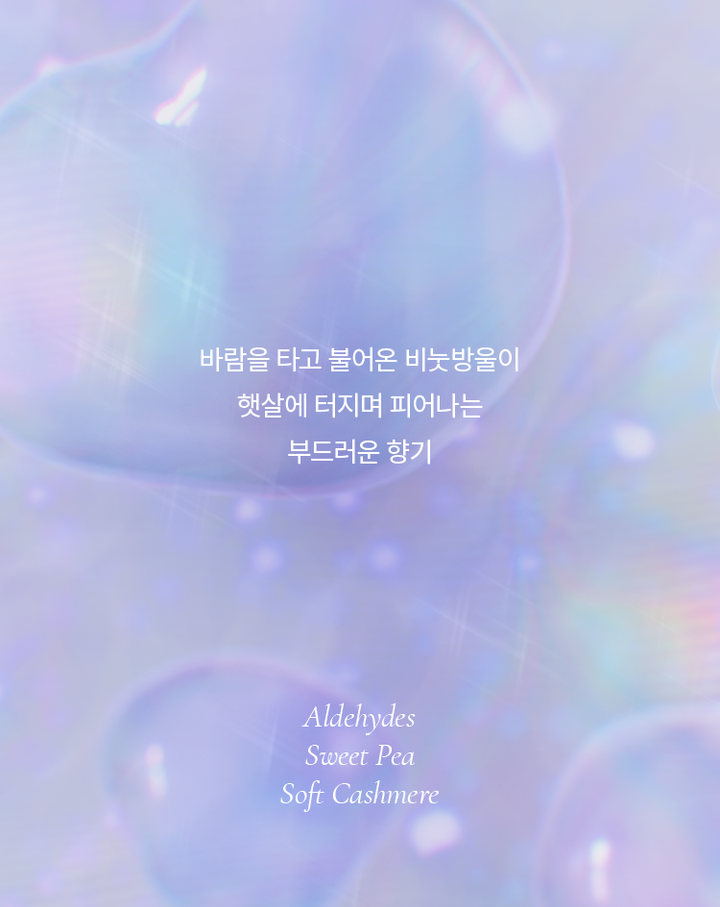 바람을 타고 불어온 비눗방울이
햇살에 터지며 피어나는
부드러운 향기
Aldehydes
Sweet Pea
Soft Cashmere